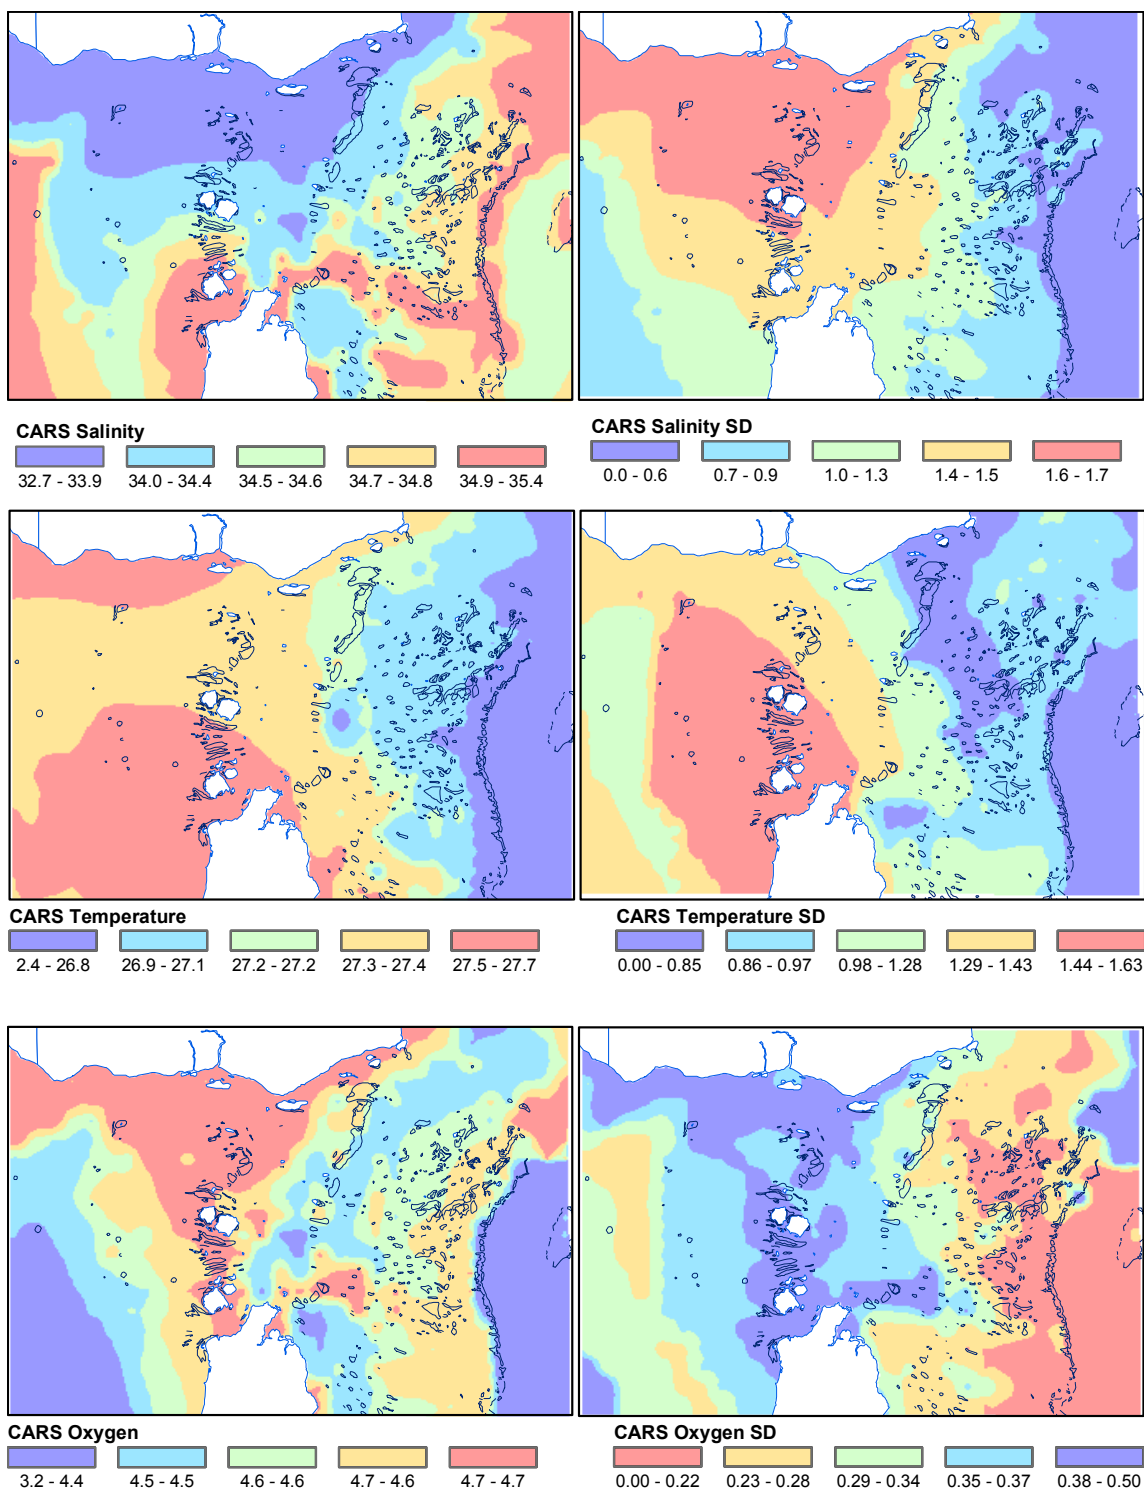 CARS Salinity
32.7 - 33.9 34.0 - 34.4 34.5 - 34.6 34.7 - 34.8 34.9 - 35.4
CARS Salinity SD
0.0 - 0.6 0.7 - 0.9 1.0 - 1.3 1.4 - 1.5 1.6 - 1.7
CARS Temperature
2.4 - 26.8 26.9 - 27.1 27.2 - 27.2 27.3 - 27.4 27.5 - 27.7
CARS Temperature SD
0.00 - 0.85 0.86 - 0.97 0.98 - 1.28 1.29 - 1.43 1.44 - 1.63
CARS Oxygen
3.2 - 4.4 4.5 - 4.5 4.6 - 4.6 4.7 - 4.6 4.7 - 4.7
CARS Oxygen SD
0.00 - 0.22 0.23 - 0.28 0.29 - 0.34 0.35 - 0.37 0.38 - 0.50